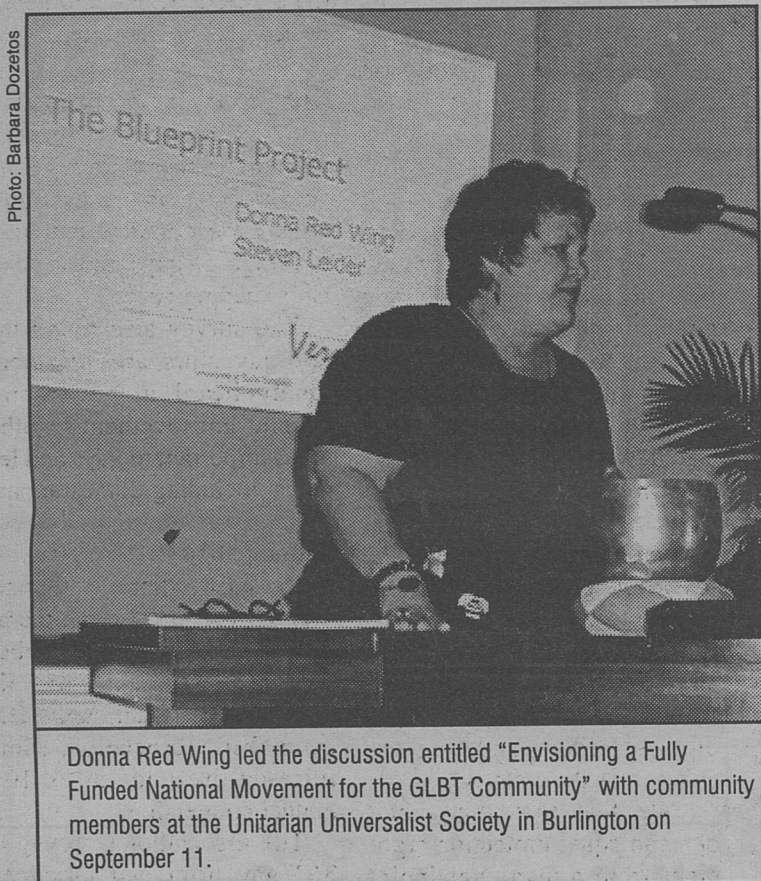 Photo: Barbara Dozetos
The Blueprint Project
Donna Red Wing
Steven Leider
Donna Red Wing led the discussion entitled “Envisioning a Fully
Funded National Movement for the GLBT Community” with community
members at the Unitarian Universalist Society in Burlington on
September 11.